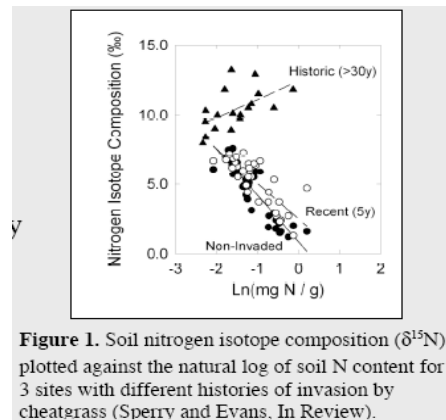 Nitrogen Isotope Composition (‰)
15.0
10.0
5.0
0.0
Historic (>30y)
Recent (5y)
Non-Invaded
-3 -2 -1 0 1
Ln(mg N / g)
y
Figure 1. Soil nitrogen isotope composition (δ¹⁵N)
plotted against the natural log of soil N content for
3 sites with different histories of invasion by
cheatgrass (Sperry and Evans, In Review).